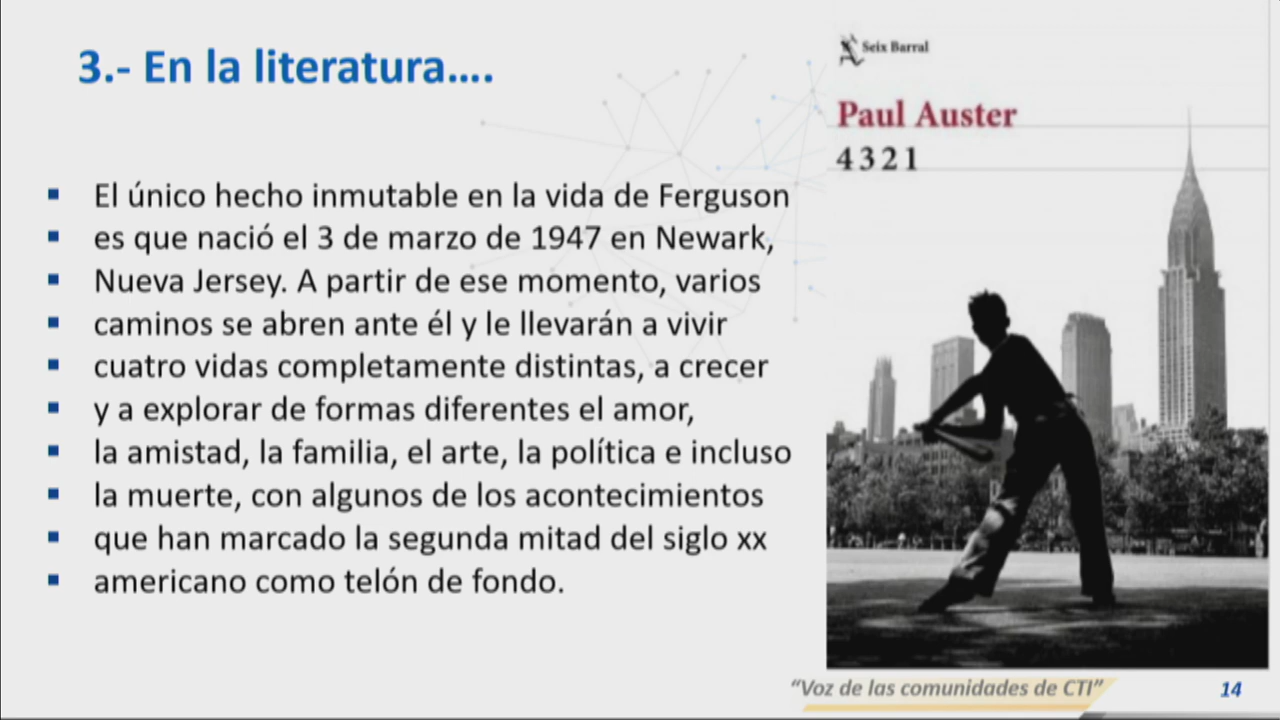 3.- En la literatura....
El único hecho inmutable en la vida de Ferguson
es que nació el 3 de marzo de 1947 en Newark,
Nueva Jersey. A partir de ese momento, varios
caminos se abren ante él y le llevarán a vivir
cuatro vidas completamente distintas, a crecer
y a explorar de formas diferentes el amor,
la amistad, la familia, el arte, la política e incluso
la muerte, con algunos de los acontecimientos
que han marcado la segunda mitad del siglo xx
americano como telón de fondo.
Seix Barral
Paul Auster
4321
“Voz de las comunidades de CTI”
14